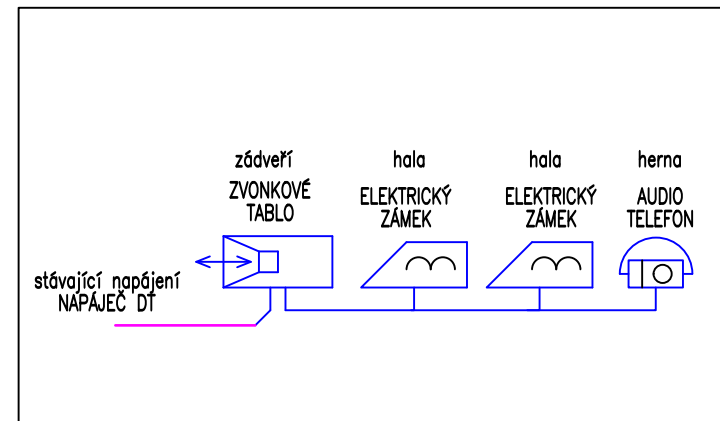 zádveří
ZVONKOVÉ
TABLO
hala
ELEKTRICKÝ
ZÁMEK
hala
ELEKTRICKÝ
ZÁMEK
herna
AUDIO
TELEFON
stávající napájení
NAPÁJEČ DT